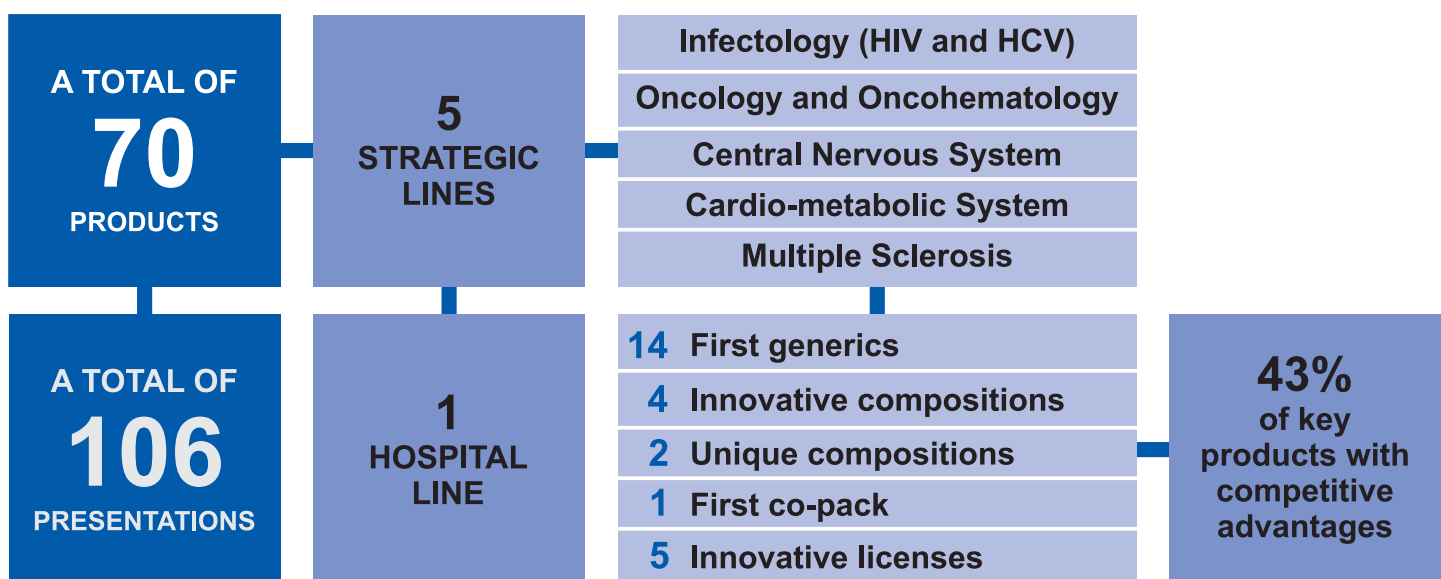 A TOTAL OF
70
PRODUCTS
5
STRATEGIC
LINES
Infectology (HIV and HCV)
Oncology and Oncohematology
Central Nervous System
Cardio-metabolic System
Multiple Sclerosis
A TOTAL OF
106
PRESENTATIONS
1
HOSPITAL
LINE
14 First generics
4 Innovative compositions
2 Unique compositions
1 First co-pack
5 Innovative licenses
43%
of key
products with
competitive
advantages